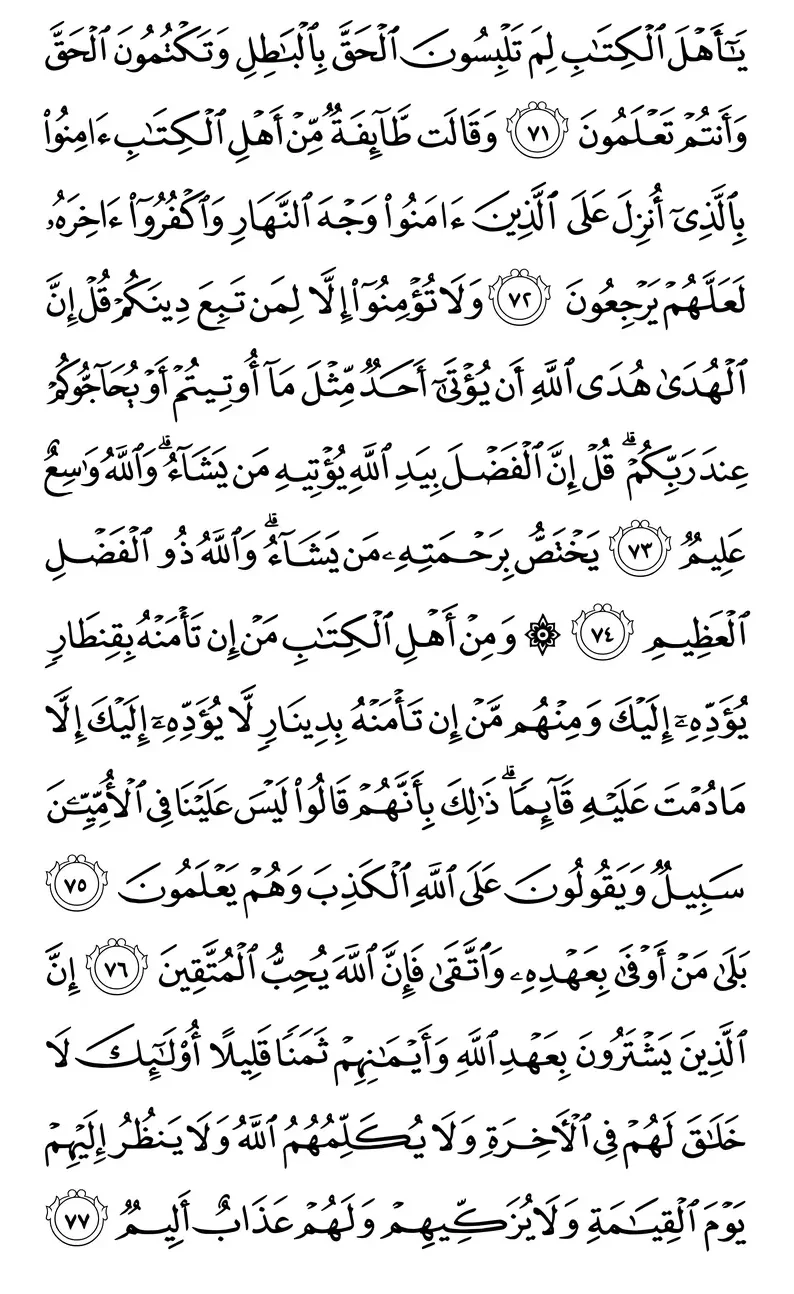 يَٰٓأَهۡلَ ٱلۡكِتَٰبِ لِمَ تَلۡبِسُونَ ٱلۡحَقَّ بِٱلۡبَٰطِلِ وَتَكۡتُمُونَ ٱلۡحَقَّ
وَأَنتُمۡ تَعۡلَمُونَ ٧١ وَقَالَت طَّآئِفَةٞ مِّنۡ أَهۡلِ ٱلۡكِتَٰبِ ءَامِنُواْ
بِٱلَّذِيٓ أُنزِلَ عَلَى ٱلَّذِينَ ءَامَنُواْ وَجۡهَ ٱلنَّهَارِ وَٱكۡفُرُوٓاْ ءَاخِرَهُۥ
لَعَلَّهُمۡ يَرۡجِعُونَ ٧٢ وَلَا تُؤۡمِنُوٓاْ إِلَّا لِمَن تَبِعَ دِينَكُمۡ قُلۡ إِنَّ
ٱلۡهُدَىٰ هُدَى ٱللَّهِ أَن يُؤۡتَىٰٓ أَحَدٞ مِّثۡلَ مَآ أُوتِيتُمۡ أَوۡ يُحَآجُّوكُمۡ
عِندَ رَبِّكُمۡۗ قُلۡ إِنَّ ٱلۡفَضۡلَ بِيَدِ ٱللَّهِ يُؤۡتِيهِ مَن يَشَآءُۗ وَٱللَّهُ وَٰسِعٌ
عَلِيمٞ ٧٣ يَخۡتَصُّ بِرَحۡمَتِهِۦ مَن يَشَآءُۗ وَٱللَّهُ ذُو ٱلۡفَضۡلِ
ٱلۡعَظِيمِ ٧٤ ۞ وَمِنۡ أَهۡلِ ٱلۡكِتَٰبِ مَنۡ إِن تَأۡمَنۡهُ بِقِنطَارٖ
يُؤَدِّهِۦٓ إِلَيۡكَ وَمِنۡهُم مَّنۡ إِن تَأۡمَنۡهُ بِدِينَارٖ لَّا يُؤَدِّهِۦٓ إِلَيۡكَ إِلَّا
مَا دُمۡتَ عَلَيۡهِ قَآئِمٗاۗ ذَٰلِكَ بِأَنَّهُمۡ قَالُواْ لَيۡسَ عَلَيۡنَا فِي ٱلۡأُمِّيِّـۧنَ
سَبِيلٞ وَيَقُولُونَ عَلَى ٱللَّهِ ٱلۡكَذِبَ وَهُمۡ يَعۡلَمُونَ ٧٥
بَلَىٰ مَنۡ أَوۡفَىٰ بِعَهۡدِهِۦ وَٱتَّقَىٰ فَإِنَّ ٱللَّهَ يُحِبُّ ٱلۡمُتَّقِينَ ٧٦ إِنَّ
ٱلَّذِينَ يَشۡتَرُونَ بِعَهۡدِ ٱللَّهِ وَأَيۡمَٰنِهِمۡ ثَمَنٗا قَلِيلًا أُوْلَٰٓئِكَ لَا
خَلَٰقَ لَهُمۡ فِي ٱلۡأٓخِرَةِ وَلَا يُكَلِّمُهُمُ ٱللَّهُ وَلَا يَنظُرُ إِلَيۡهِمۡ
يَوۡمَ ٱلۡقِيَٰمَةِ وَلَا يُزَكِّيهِمۡ وَلَهُمۡ عَذَابٌ أَلِيمٞ ٧٧